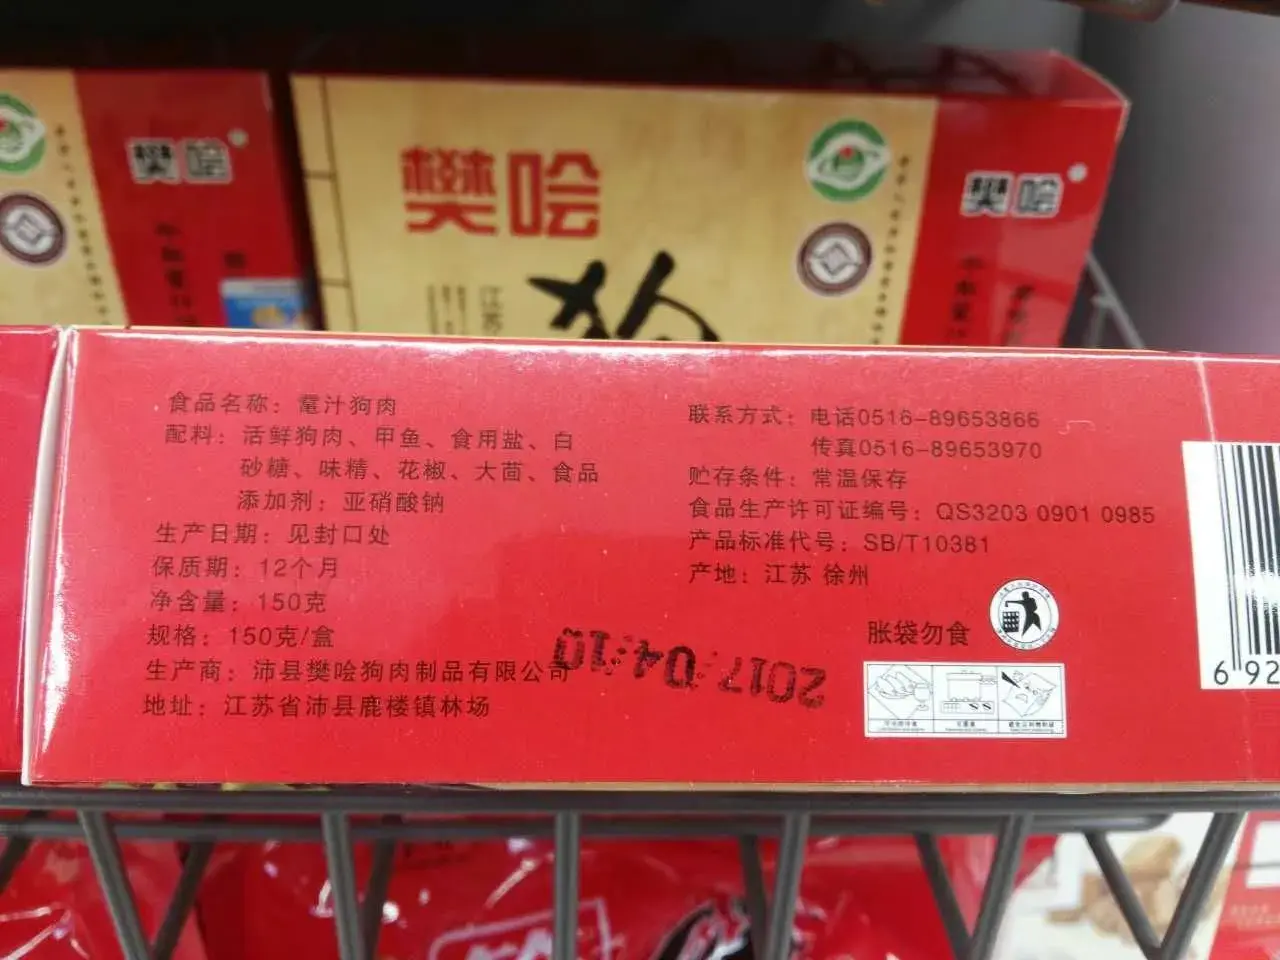 樊哙
樊哙
樊哙
江苏
食品名称：鼋汁狗肉
配料：活鲜狗肉、甲鱼、食用盐、白
砂糖、味精、花椒、大茴、食品
添加剂：亚硝酸钠
生产日期：见封口处
保质期：12个月
净含量：150克
规格：150克/盒
生产商：沛县樊哙狗肉制品有限公司
地址：江苏省沛县鹿楼镇林场
联系方式：电话0516-89653866
传真0516-89653970
贮存条件：常温保存
食品生产许可证编号：QS3203 0901 0985
产品标准代号：SB/T10381
产地：江苏 徐州
胀袋勿食
2017:04:10
6 92